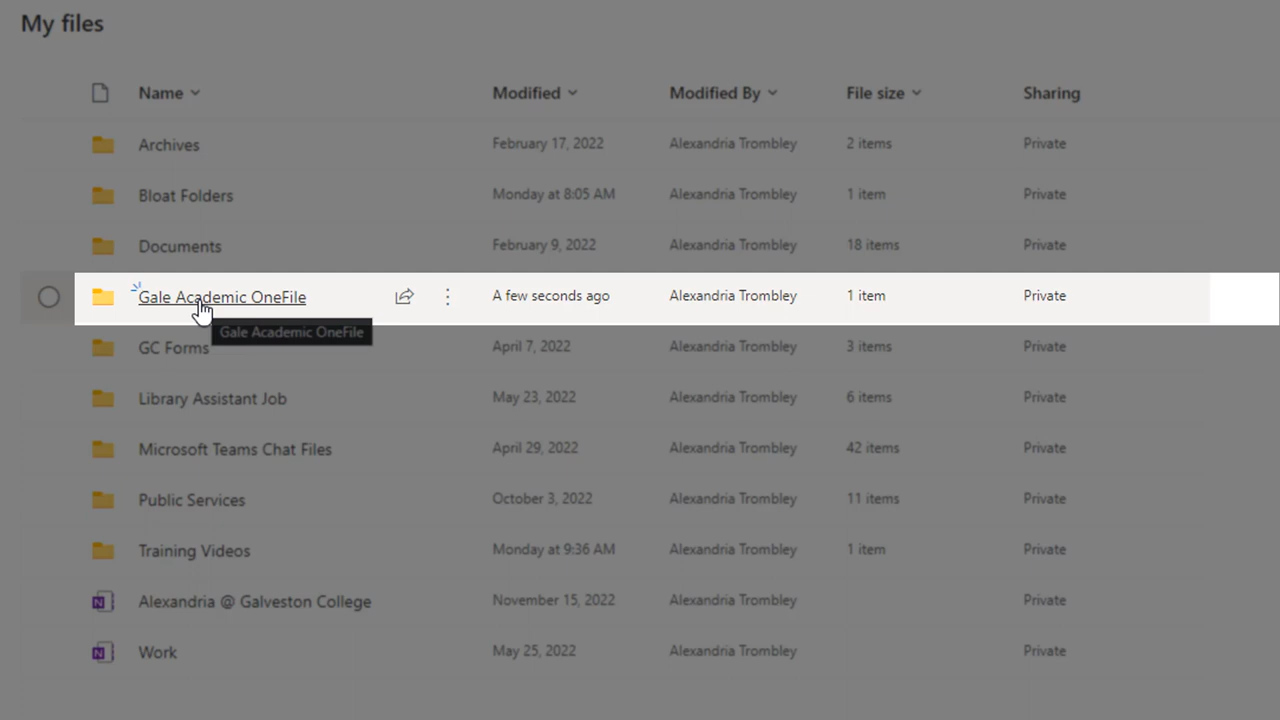 My files
Name Modified Modified By File size Sharing
Archives February 17, 2022 Alexandria Trombley 2 items Private
Bloat Folders Monday at 8:05 AM Alexandria Trombley 1 item Private
Documents February 9, 2022 Alexandria Trombley 18 items Private
Gale Academic OneFile A few seconds ago Alexandria Trombley 1 item Private
Gale Academic OneFile
GC Forms April 7, 2022 Alexandria Trombley 3 items Private
Library Assistant Job May 23, 2022 Alexandria Trombley 6 items Private
Microsoft Teams Chat Files April 29, 2022 Alexandria Trombley 42 items Private
Public Services October 3, 2022 Alexandria Trombley 11 items Private
Training Videos Monday at 9:36 AM Alexandria Trombley 1 item Private
N Alexandria @ Galveston College November 15, 2022 Alexandria Trombley Private
N Work May 25, 2022 Alexandria Trombley Private